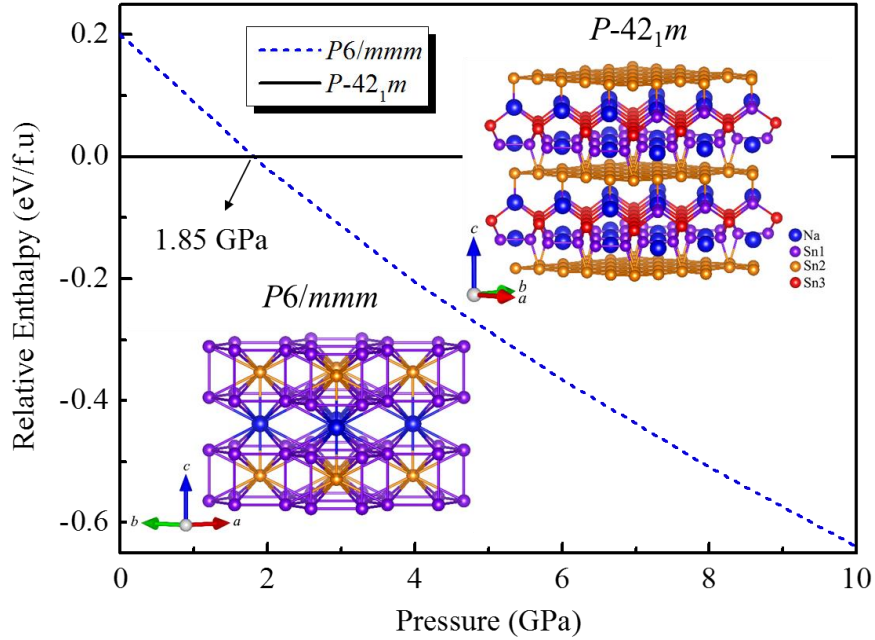 0.2
0.0
-0.2
-0.4
-0.6
Relative Enthalpy (eV/f.u)
P6/mmm
P-42₁m
P-42₁m
1.85 GPa
c
b
a
Na
Sn1
Sn2
Sn3
P6/mmm
c
b
a
0 2 4 6 8 10
Pressure (GPa)